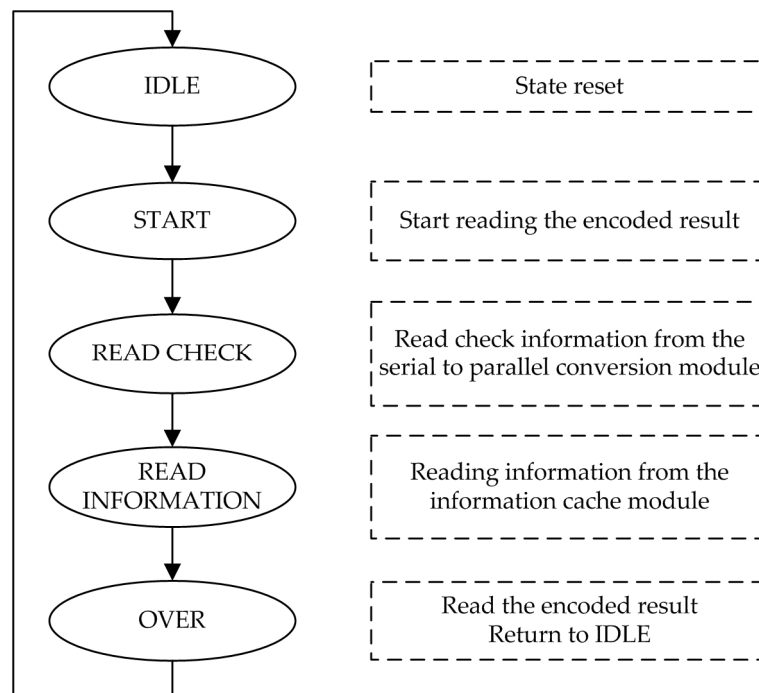 IDLE
State reset
START
Start reading the encoded result
READ CHECK
Read check information from the
serial to parallel conversion module
READ
INFORMATION
Reading information from the
information cache module
OVER
Read the encoded result
Return to IDLE